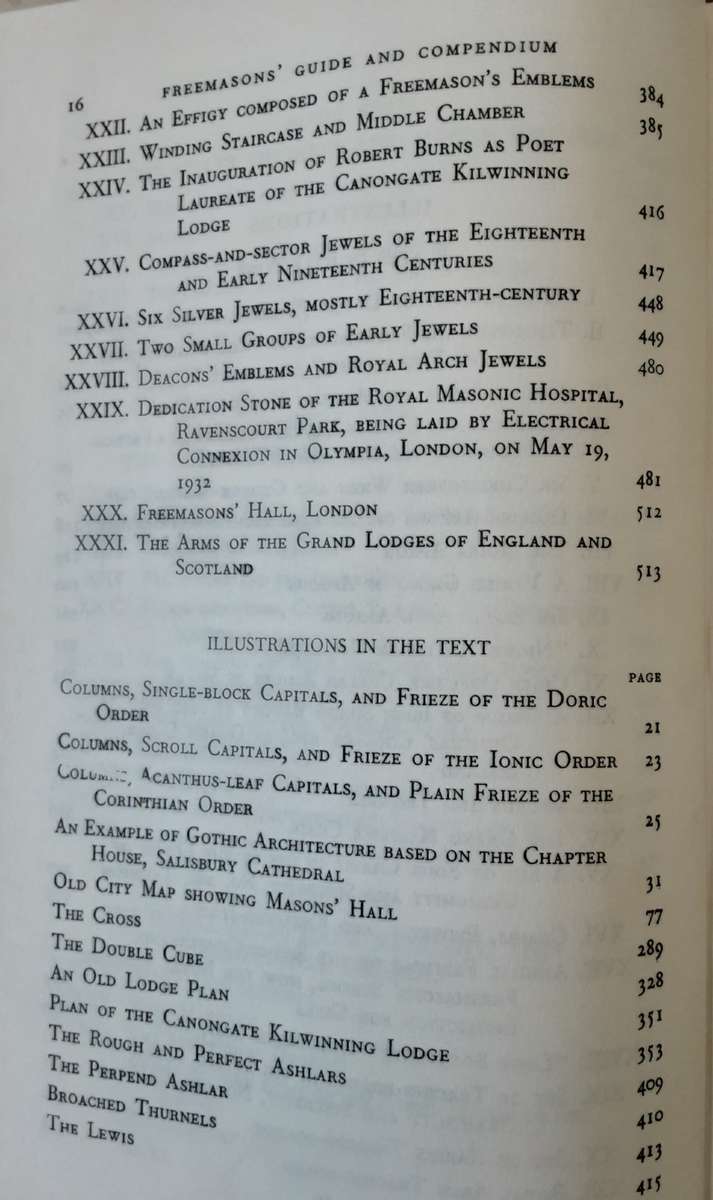 16 FREEMASONS' GUIDE AND COMPENDIUM
XXII. AN EFFIGY COMPOSED OF A FREEMASON'S EMBLEMS 384
XXIII. WINDING STAIRCASE AND MIDDLE CHAMBER 385
XXIV. THE INAUGURATION OF ROBERT BURNS AS POET
LAUREATE OF THE CANONGATE KILWINNING
LODGE 416
XXV. COMPASS-AND-SECTOR JEWELS OF THE EIGHTEENTH
AND EARLY NINETEENTH CENTURIES 417
XXVI. SIX SILVER JEWELS, MOSTLY EIGHTEENTH-CENTURY 448
XXVII. TWO SMALL GROUPS OF EARLY JEWELS 449
XXVIII. DEACONS' EMBLEMS AND ROYAL ARCH JEWELS 480
XXIX. DEDICATION STONE OF THE ROYAL MASONIC HOSPITAL,
RAVENSCOURT PARK, BEING LAID BY ELECTRICAL
CONNEXION IN OLYMPIA, LONDON, ON MAY 19,
1932 481
XXX. FREEMASONS' HALL, LONDON 512
XXXI. THE ARMS OF THE GRAND LODGES OF ENGLAND AND
SCOTLAND 513
ILLUSTRATIONS IN THE TEXT
PAGE
COLUMNS, SINGLE-BLOCK CAPITALS, AND FRIEZE OF THE DORIC
ORDER 21
COLUMNS, SCROLL CAPITALS, AND FRIEZE OF THE IONIC ORDER 23
ACANTHUS-LEAF CAPITALS, AND PLAIN FRIEZE OF THE
CORINTHIAN ORDER 25
AN EXAMPLE OF GOTHIC ARCHITECTURE BASED ON THE CHAPTER
HOUSE, SALISBURY CATHEDRAL 31
OLD CITY MAP SHOWING MASONS' HALL 77
THE CROSS 289
THE DOUBLE CUBE 328
AN OLD LODGE PLAN 351
PLAN OF THE CANONGATE KILWINNING LODGE 353
THE ROUGH AND PERFECT ASHLARS 409
THE PERPEND ASHLAR 410
BROACHED THURNELS 413
THE LEWIS 415